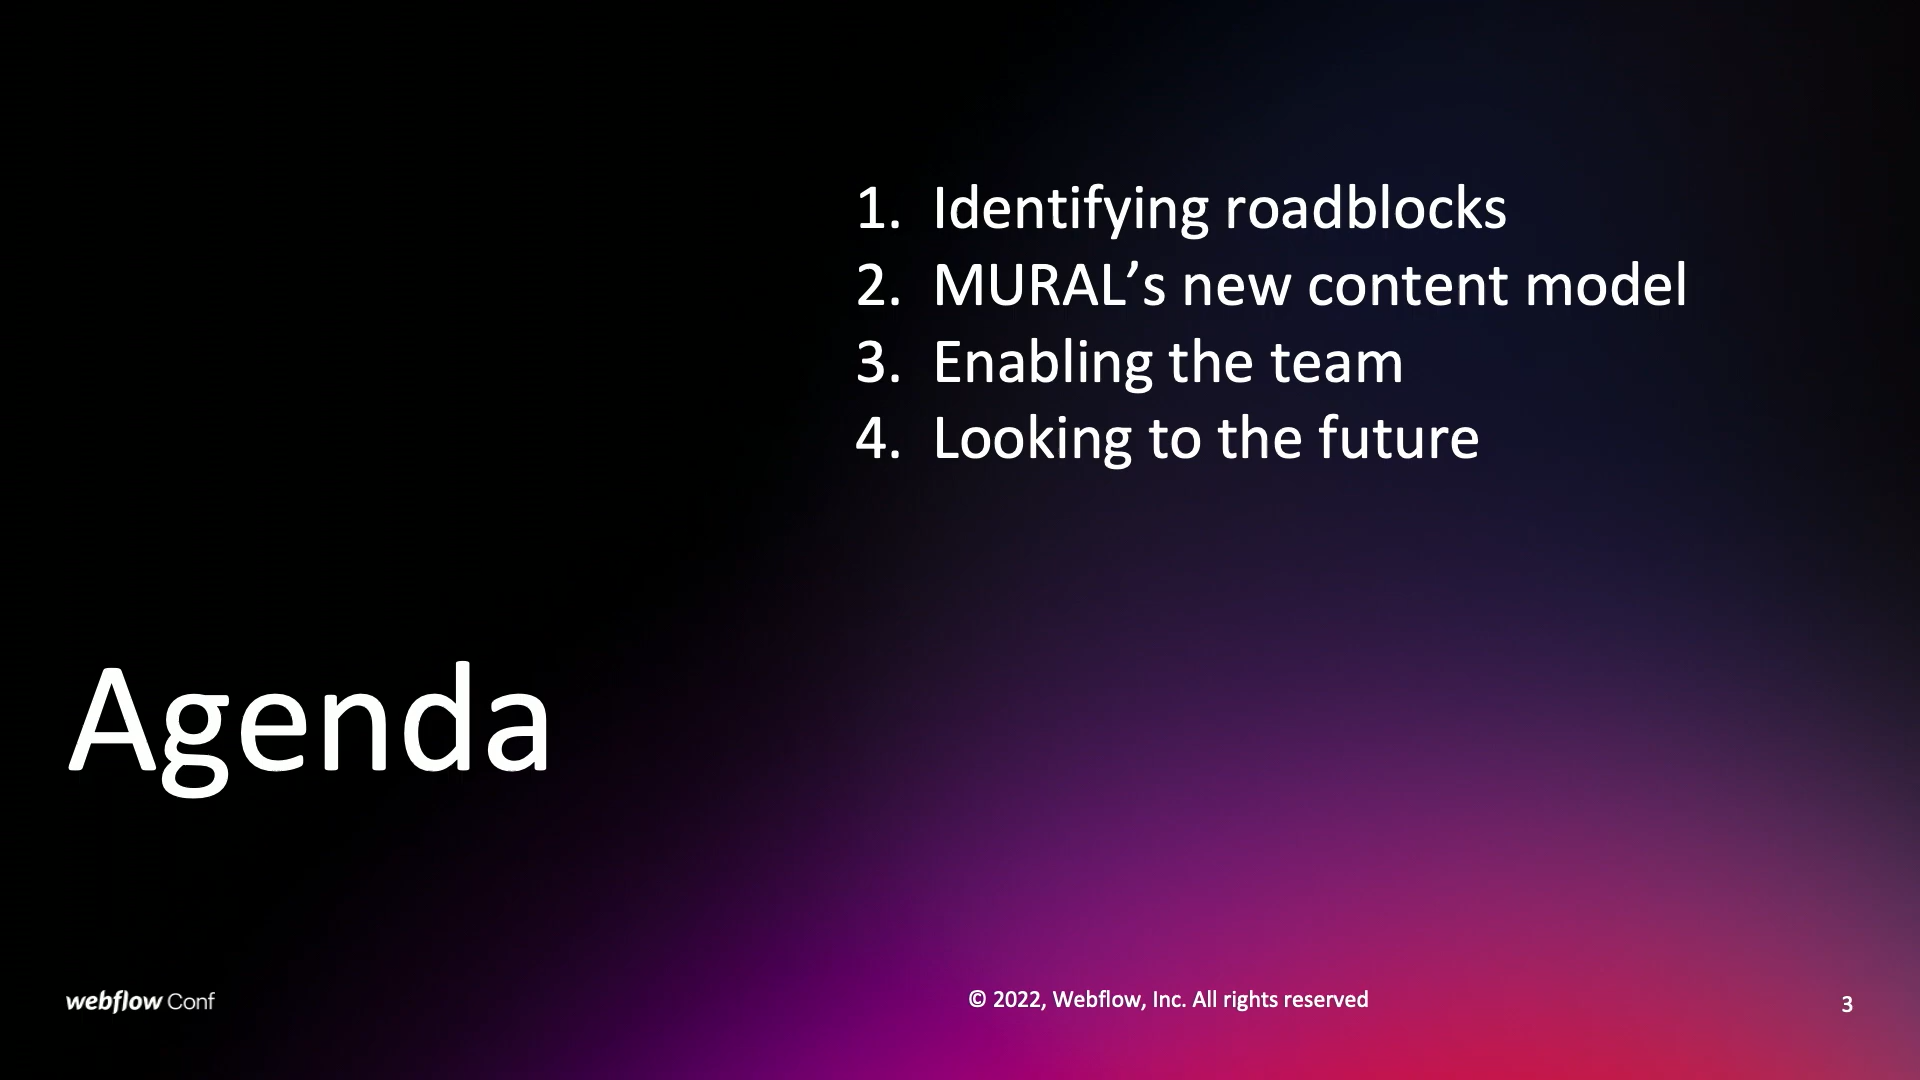 Agenda
1. Identifying roadblocks
2. MURAL’s new content model
3. Enabling the team
4. Looking to the future
webflow Conf
© 2022, Webflow, Inc. All rights reserved
3